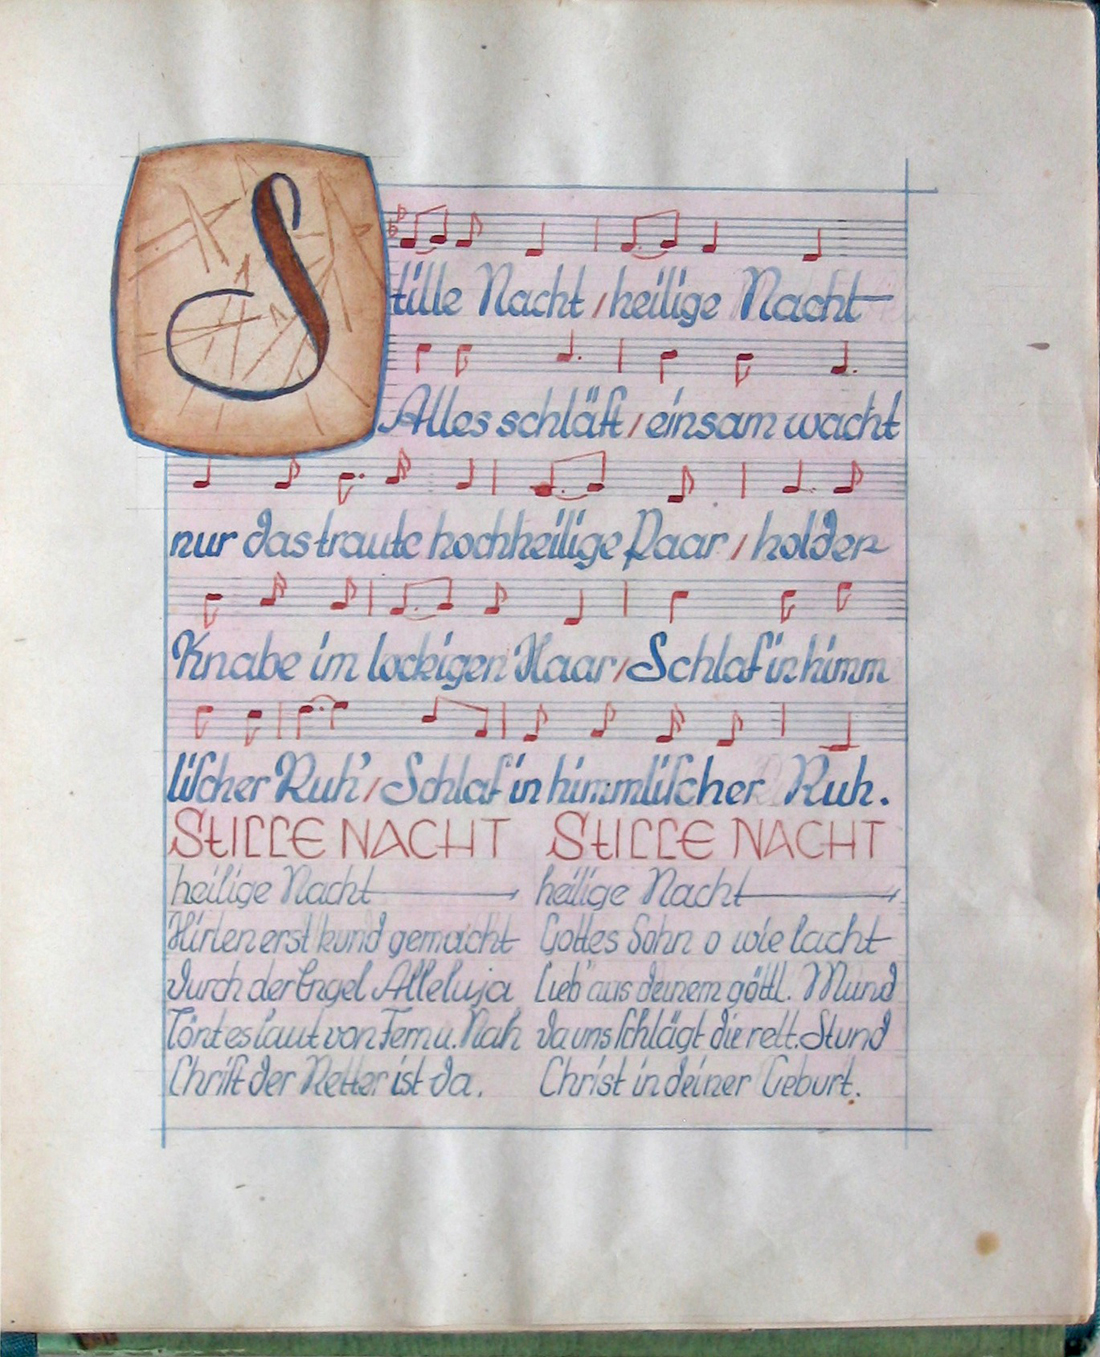 Stille Nacht / heilige Nacht
Alles schläft / einsam wacht
nur das traute hochheilige Paar / holder
Knabe im lockigen Haar / Schlaf in himm
liſcher Ruh' / Schlaf in himmliſcher Ruh.
StILLE NACHT
heilige Nacht
Hirten erst kund gemacht
durch der Engel Alleluja
Tönt es laut von Fern u. Nah
Chriſt der Retter ist da.
StILLE NACHT
heilige Nacht
Gottes Sohn o wie lacht
Lieb' aus deinem göttl. Mund
da uns ſchlägt die rett. Stund
Christ in deiner Geburt.